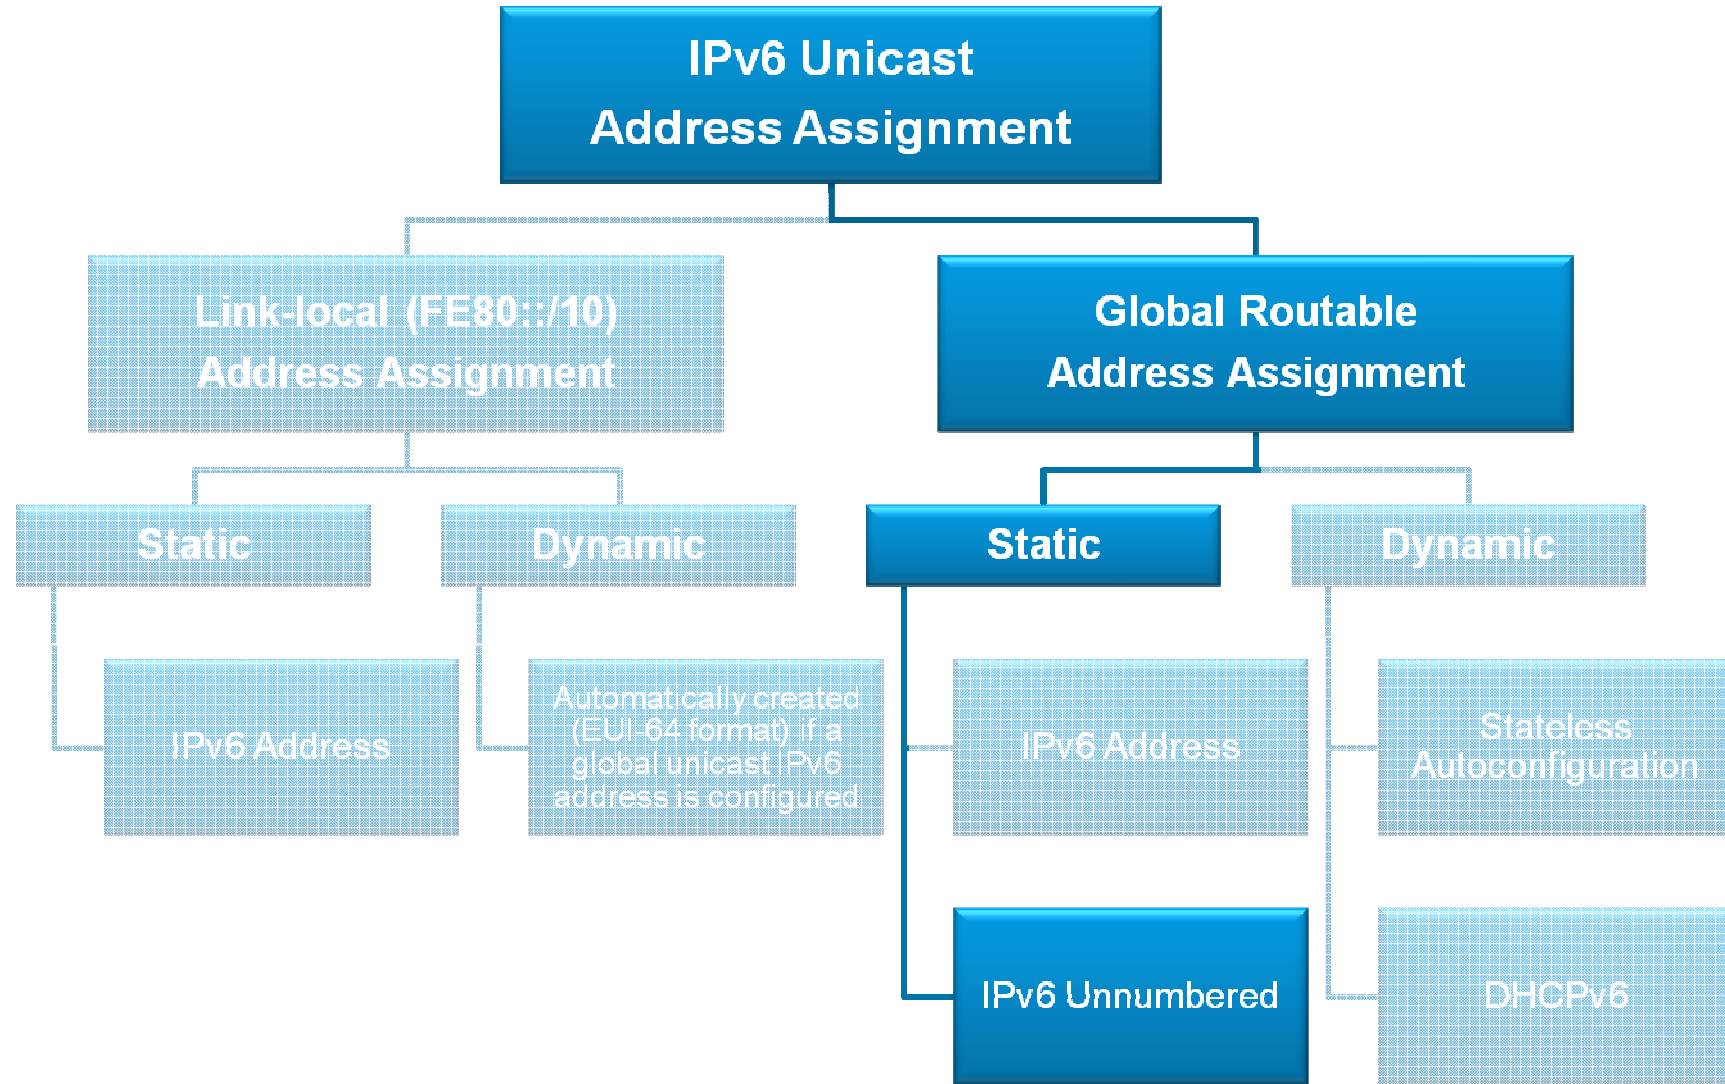 IPv6 Unicast
Address Assignment
Link-local (FE80::/10)
Address Assignment
Global Routable
Address Assignment
Static
Dynamic
Static
Dynamic
IPv6 Address
Automatically created
(EUI-64 format) if a
global unicast IPv6
address is configured
IPv6 Address
Stateless
Autoconfiguration
IPv6 Unnumbered
DHCPv6